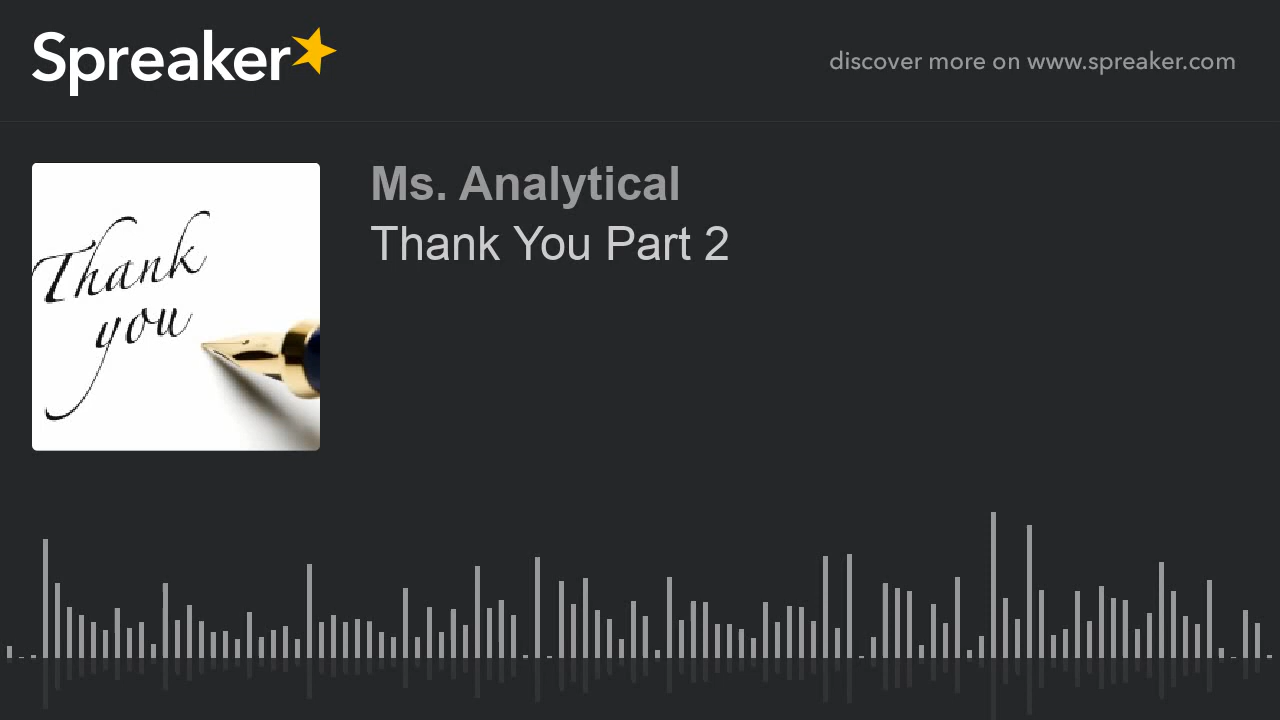 Spreaker
discover more on www.spreaker.com
Ms. Analytical
Thank You Part 2
Thank
you